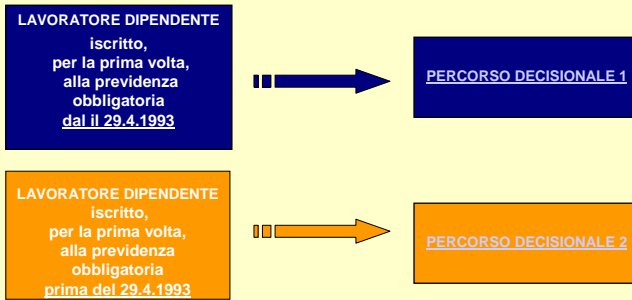 LAVORATORE DIPENDENTE
iscritto,
per la prima volta,
alla previdenza
obbligatoria
dal il 29.4.1993
PERCORSO DECISIONALE 1
LAVORATORE DIPENDENTE
iscritto,
per la prima volta,
alla previdenza
obbligatoria
prima del 29.4.1993
PERCORSO DECISIONALE 2